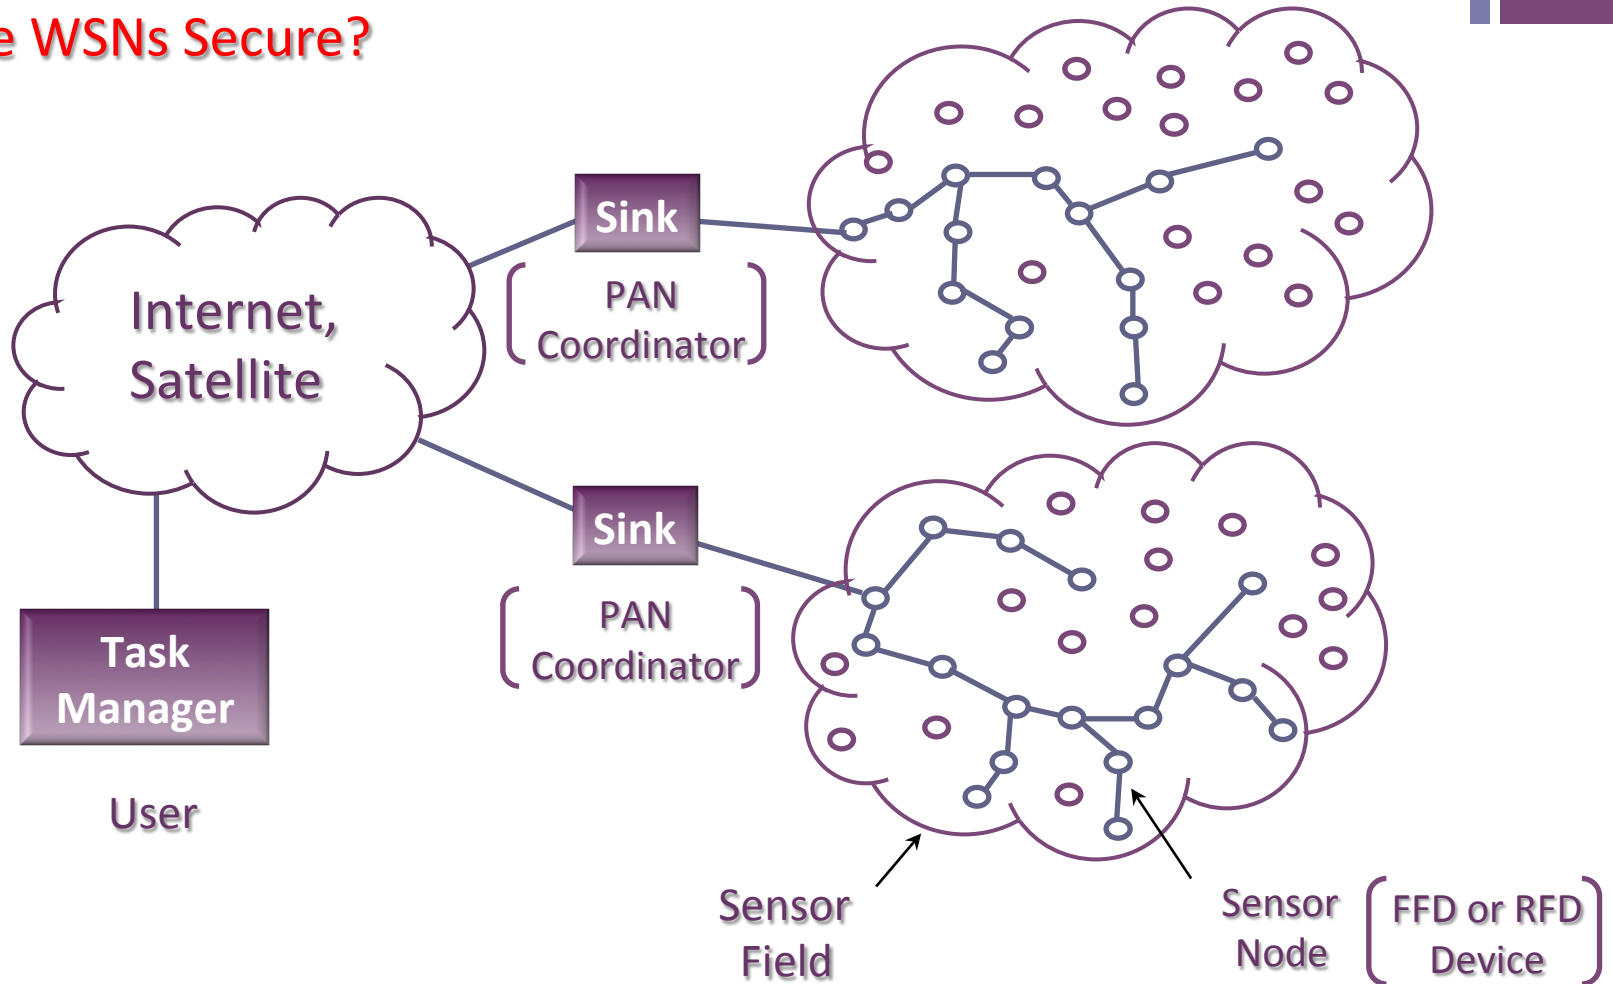 e WSNs Secure?
Internet,
Satellite
Sink
PAN
Coordinator
Sink
PAN
Coordinator
Task
Manager
User
Sensor
Field
Sensor
Node
FFD or RFD
Device